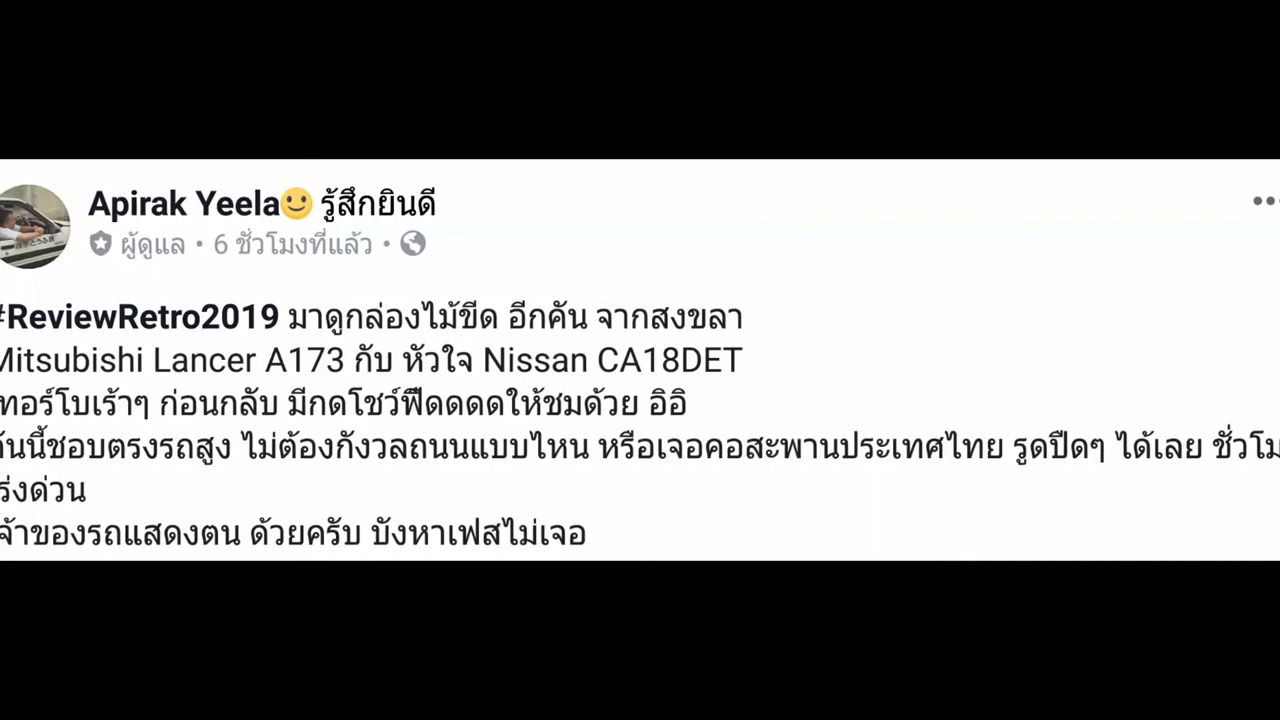 Apirak Yeela🙂 รู้สึกยินดี
ผู้ดูแล • 6 ชั่วโมงที่แล้ว •
#ReviewRetro2019 มาดูกล่องไม้ขีด อีกคัน จากสงขลา
Mitsubishi Lancer A173 กับ หัวใจ Nissan CA18DET
เทอร์โบเร้าๆ ก่อนกลับ มีกดโชว์ฟืดดดดให้ชมด้วย อิอิ
คันนี้ชอบตรงรถสูง ไม่ต้องกังวลถนนแบบไหน หรือเจอคอสะพานประเทศไทย รูดปืดๆ ได้เลย ชั่วโม
เร่งด่วน
เจ้าของรถแสดงตน ด้วยครับ บังหาเฟสไม่เจอ